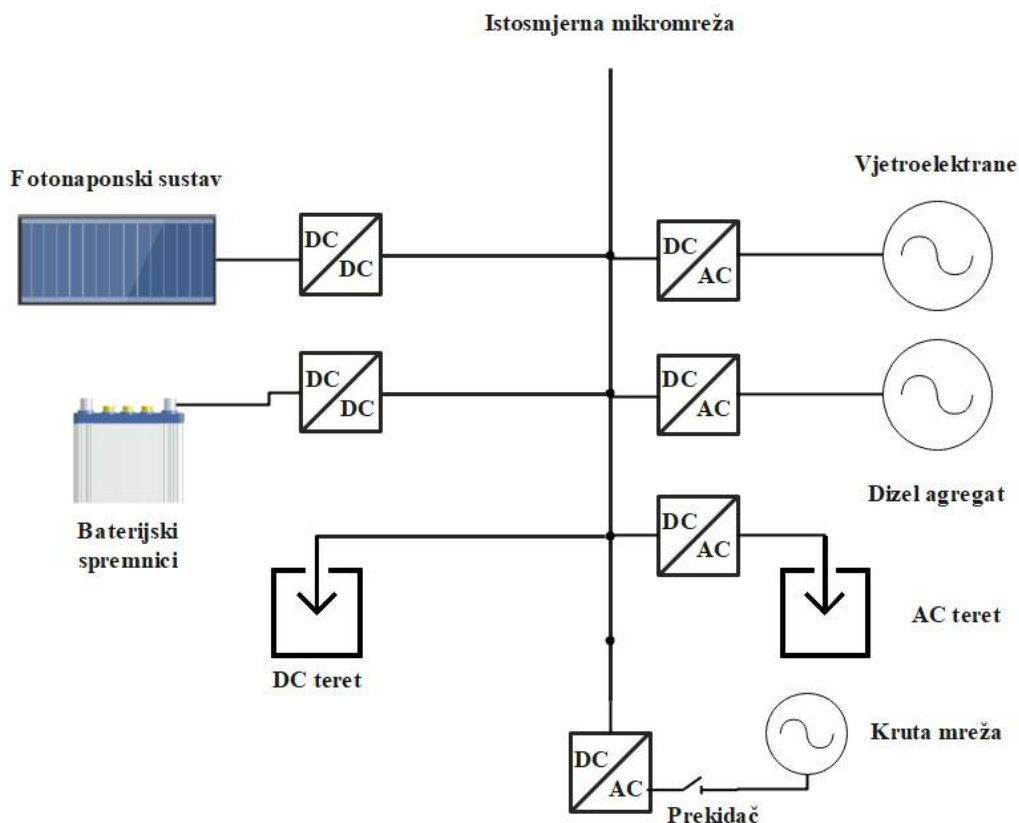 Istosmjerna mikromreža
Fotonaponski sustav
Vjetroelektrane
DC
DC
DC
AC
DC
DC
DC
AC
Dizel agregat
Baterijski
spremnici
DC
AC
AC teret
DC teret
Kruta mreža
DC
AC
Prekidač